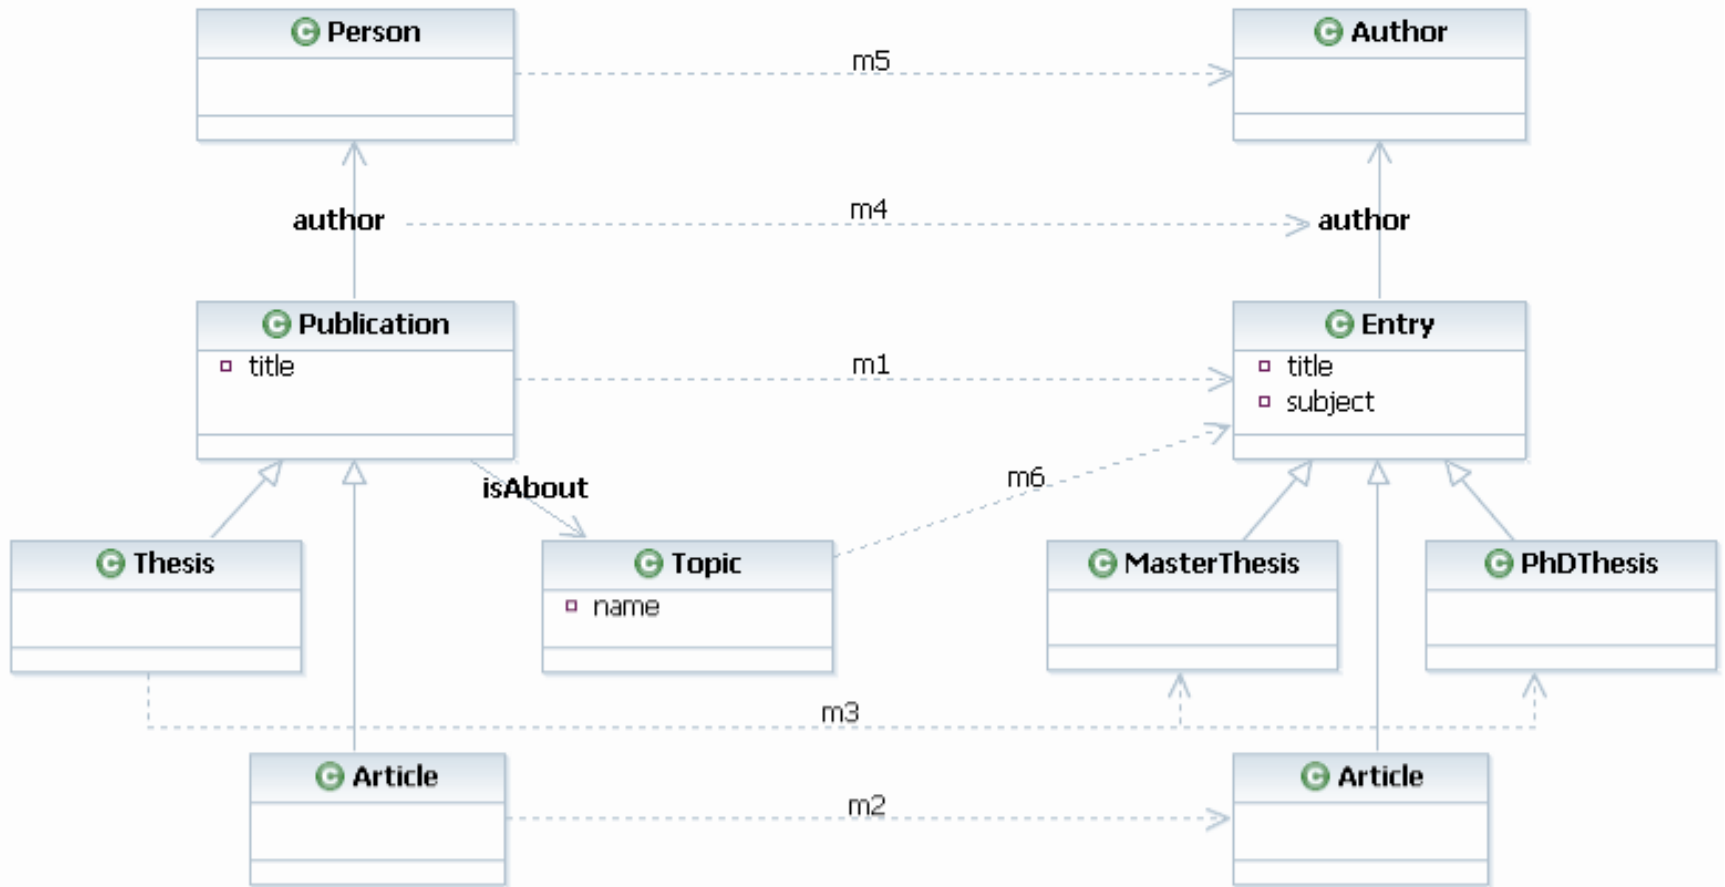 C Person
C Author
m5
author
m4
author
C Publication
title
C Entry
title
subject
m1
isAbout
m6
C Thesis
C Topic
name
C MasterThesis
C PhDThesis
m3
C Article
C Article
m2